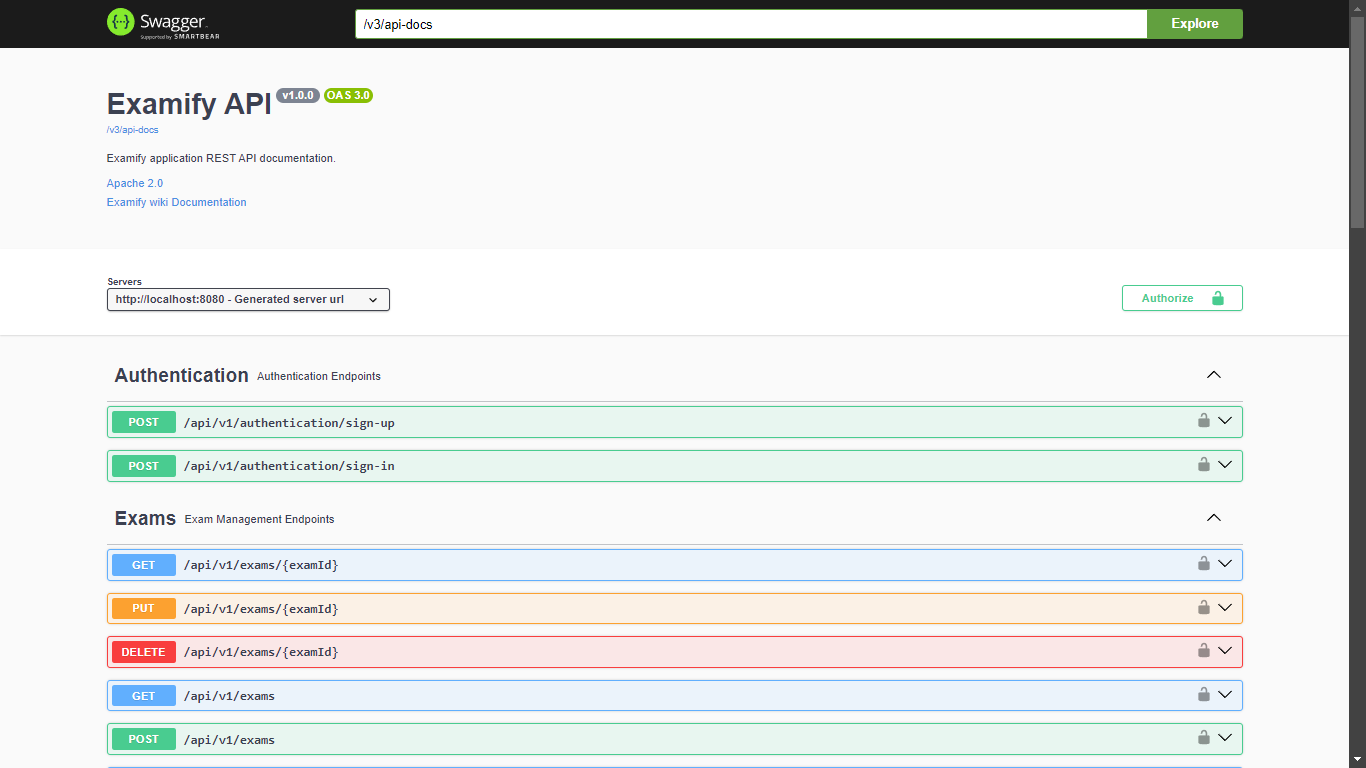 Swagger.
Supported by SMARTBEAR
/v3/api-docs
Explore
Examify API v1.0.0 OAS 3.0
/v3/api-docs
Examify application REST API documentation.
Apache 2.0
Examify wiki Documentation
Servers
http://localhost:8080 - Generated server url
Authorize
Authentication Authentication Endpoints
POST /api/v1/authentication/sign-up
POST /api/v1/authentication/sign-in
Exams Exam Management Endpoints
GET /api/v1/exams/{examId}
PUT /api/v1/exams/{examId}
DELETE /api/v1/exams/{examId}
GET /api/v1/exams
POST /api/v1/exams